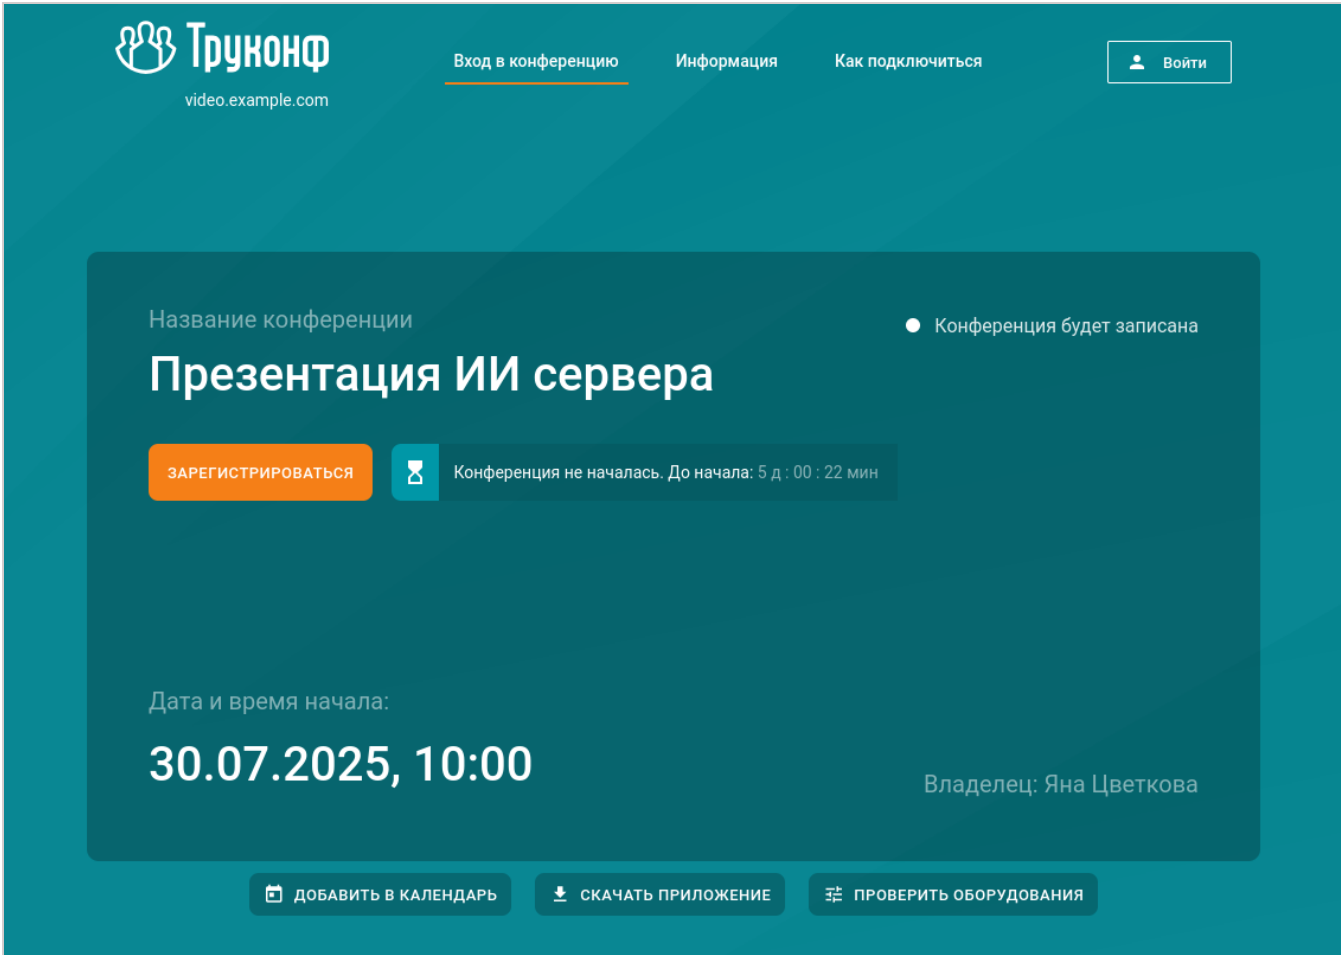 Труконф
video.example.com
Вход в конференцию
Информация
Как подключиться
Войти
Название конференции
Конференция будет записана
Презентация ИИ сервера
ЗАРЕГИСТРИРОВАТЬСЯ
Конференция не началась. До начала: 5 д : 00 : 22 мин
Дата и время начала:
30.07.2025, 10:00
Владелец: Яна Цветкова
ДОБАВИТЬ В КАЛЕНДАРЬ
СКАЧАТЬ ПРИЛОЖЕНИЕ
ПРОВЕРИТЬ ОБОРУДОВАНИЯ